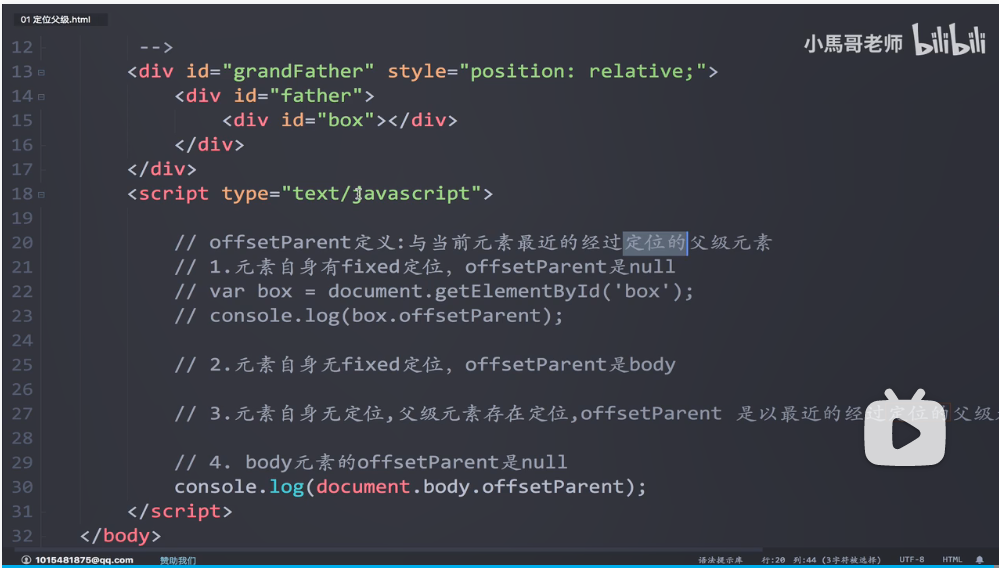 01 定位父级.html
小馬哥老师 bilibili
12 -->
13 <div id="grandFather" style="position: relative;">
14 <div id="father">
15 <div id="box"></div>
16 </div>
17 </div>
18 <script type="text/javascript">
19
20 // offsetParent定义:与当前元素最近的经过定位的父级元素
21 // 1.元素自身有fixed定位, offsetParent是null
22 // var box = document.getElementById('box');
23 // console.log(box.offsetParent);
24
25 // 2.元素自身无fixed定位, offsetParent是body
26
27 // 3.元素自身无定位,父级元素存在定位,offsetParent 是以最近的经过定位的父级
28
29 // 4. body元素的offsetParent是null
30 console.log(document.body.offsetParent);
31 </script>
32 </body>
1015481875@qq.com 赞助我们 语法提示库 行:20 列:44 (3字符被选择) UTF-8 HTML